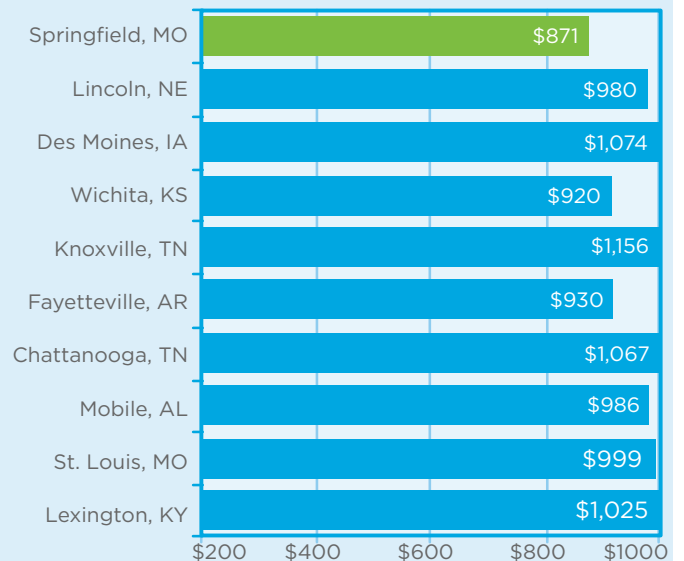 Springfield, MO $871
Lincoln, NE $980
Des Moines, IA $1,074
Wichita, KS $920
Knoxville, TN $1,156
Fayetteville, AR $930
Chattanooga, TN $1,067
Mobile, AL $986
St. Louis, MO $999
Lexington, KY $1,025
$200 $400 $600 $800 $1000